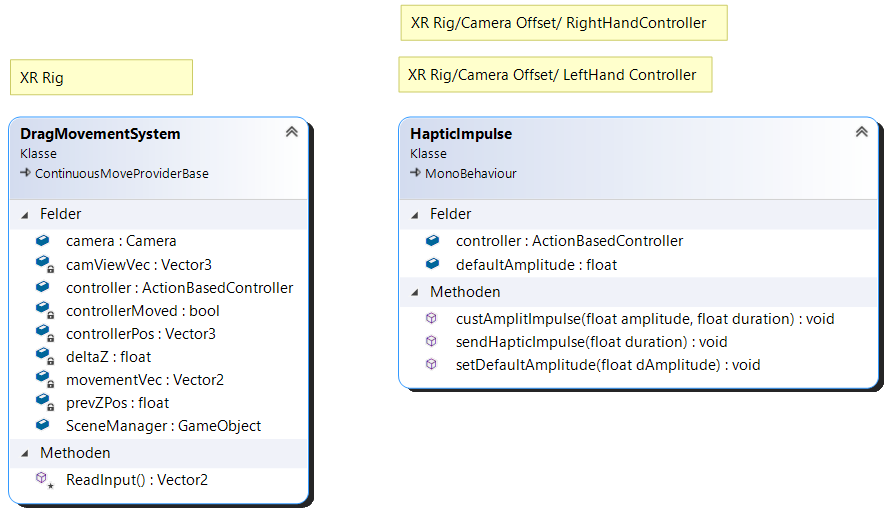 XR Rig
DragMovementSystem
Klasse
ContinuousMoveProviderBase
Felder
camera : Camera
camViewVec : Vector3
controller : ActionBasedController
controllerMoved : bool
controllerPos : Vector3
deltaZ : float
movementVec : Vector2
prevZPos : float
SceneManager : GameObject
Methoden
ReadInput() : Vector2
XR Rig/Camera Offset/ RightHandController
XR Rig/Camera Offset/ LeftHand Controller
HapticImpulse
Klasse
MonoBehaviour
Felder
controller : ActionBasedController
defaultAmplitude : float
Methoden
custAmplitImpulse(float amplitude, float duration) : void
sendHapticImpulse(float duration) : void
setDefaultAmplitude(float dAmplitude) : void